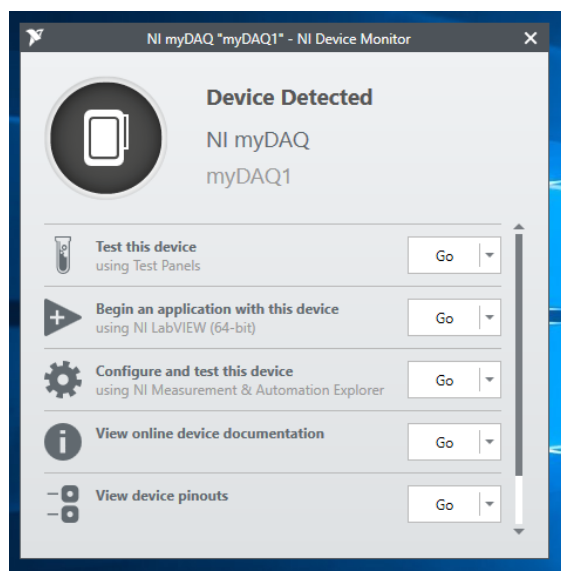 NI myDAQ "myDAQ1" - NI Device Monitor
Device Detected
NI myDAQ
myDAQ1
Test this device
using Test Panels
Go
Begin an application with this device
using NI LabVIEW (64-bit)
Go
Configure and test this device
using NI Measurement & Automation Explorer
Go
View online device documentation
Go
View device pinouts
Go